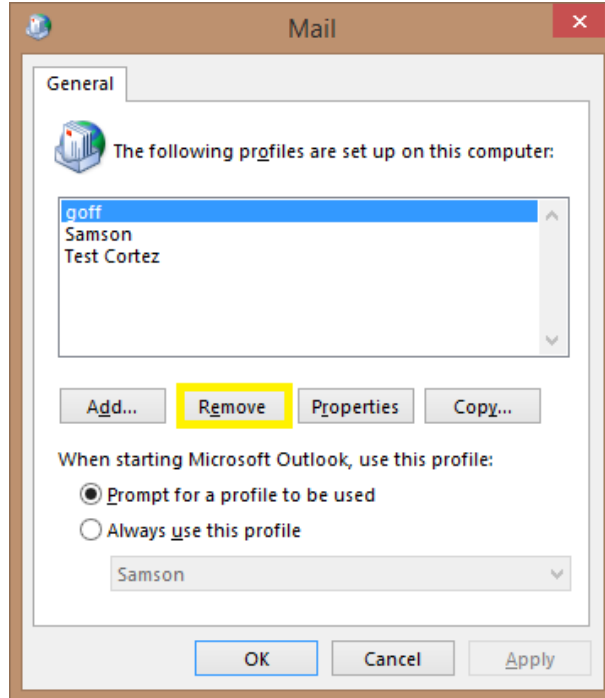 Mail
General
The following profiles are set up on this computer:
goff
Samson
Test Cortez
Add... Remove Properties Copy...
When starting Microsoft Outlook, use this profile:
Prompt for a profile to be used
Always use this profile
Samson
OK Cancel Apply